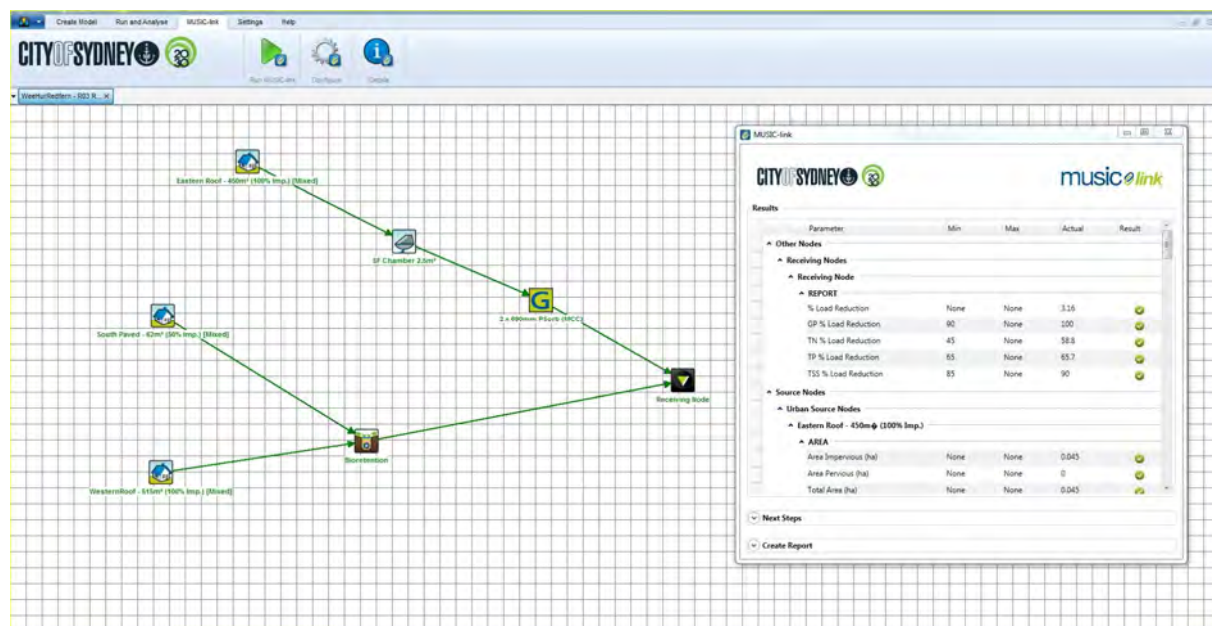 Create Model Run and Analyse MUSIC-link Settings Help
CITYOFSYDNEY
Run MUSIC-link Configure Details
WeeHurRedfern - R03 R... X
Eastern Roof - 450m² (100% Imp.) [Mixed]
SF Chamber 2.5m²
2 x 690mm PSorb (MCC)
South Paved - 62m² (50% Imp.) [Mixed]
Receiving Node
Bioretention
WesternRoof - 515m² (100% Imp.) [Mixed]
MUSIC-link
CITYOFSYDNEY
music link
Results
Parameter Min Max Actual Result
Other Nodes
Receiving Nodes
Receiving Node
REPORT
% Load Reduction None None 3.16
GP % Load Reduction 90 None 100
TN % Load Reduction 45 None 58.8
TP % Load Reduction 65 None 65.7
TSS % Load Reduction 85 None 90
Source Nodes
Urban Source Nodes
Eastern Roof - 450m� (100% Imp.)
AREA
Area Impervious (ha) None None 0.045
Area Pervious (ha) None None 0
Total Area (ha) None None 0.045
Next Steps
Create Report